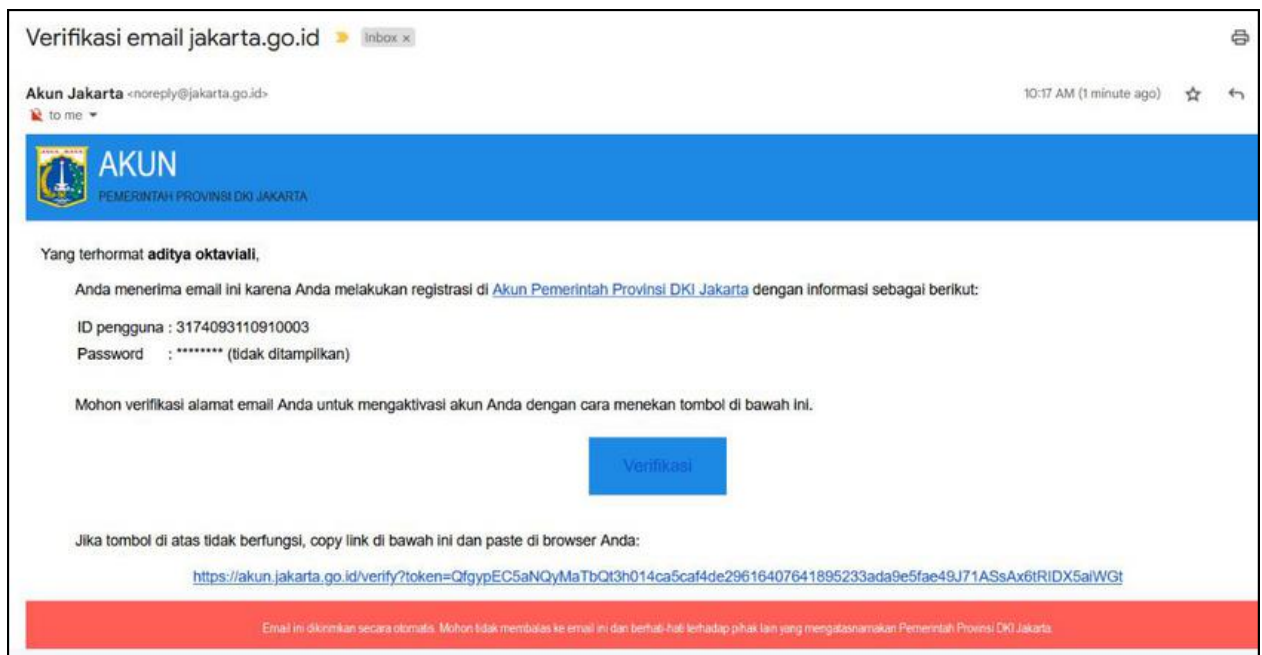 Verifikasi email jakarta.go.id Inbox x
Akun Jakarta <noreply@jakarta.go.id> 10:17 AM (1 minute ago)
to me
AKUN
PEMERINTAH PROVINSI DKI JAKARTA
Yang terhormat aditya oktaviali,
Anda menerima email ini karena Anda melakukan registrasi di Akun Pemerintah Provinsi DKI Jakarta dengan informasi sebagai berikut:
ID pengguna : 3174093110910003
Password : ******** (tidak ditampilkan)
Mohon verifikasi alamat email Anda untuk mengaktivasi akun Anda dengan cara menekan tombol di bawah ini.
Verifikasi
Jika tombol di atas tidak berfungsi, copy link di bawah ini dan paste di browser Anda:
https://akun.jakarta.go.id/verify?token=QfgypEC5aNQyMaTbQt3h014ca5caf4de29616407641895233ada9e5fae49J71ASsAx6tRIDX5aiWGt
Email ini dikirimkan secara otomatis. Mohon tidak membalas ke email ini dan berhati-hati terhadap pihak lain yang mengatasnamakan Pemerintah Provinsi DKI Jakarta.